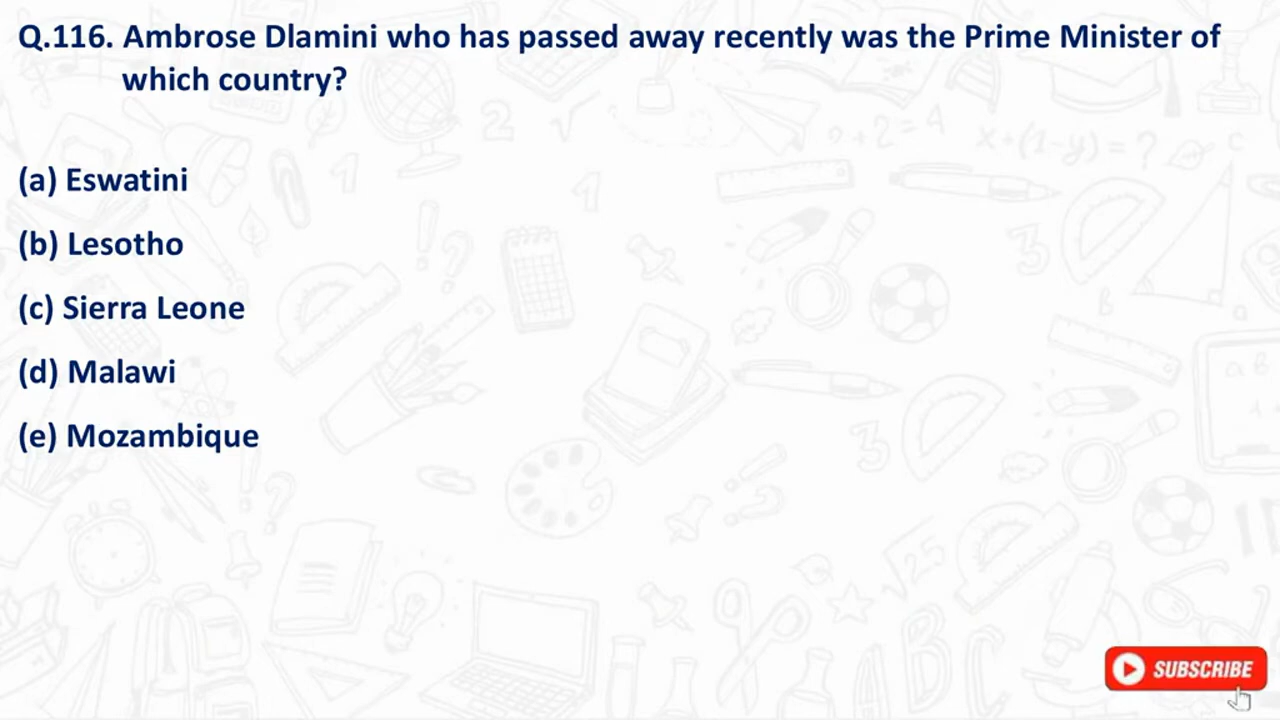 Q.116. Ambrose Dlamini who has passed away recently was the Prime Minister of
which country?
(a) Eswatini
(b) Lesotho
(c) Sierra Leone
(d) Malawi
(e) Mozambique
SUBSCRIBE